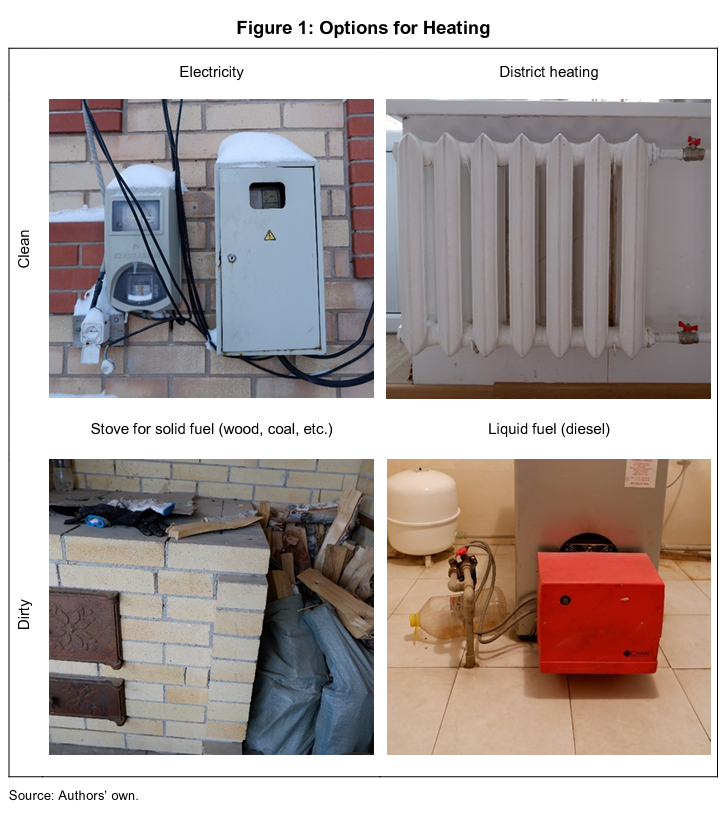 Figure 1: Options for Heating
Electricity
District heating
Clean
Stove for solid fuel (wood, coal, etc.)
Liquid fuel (diesel)
Dirty
Source: Authors’ own.